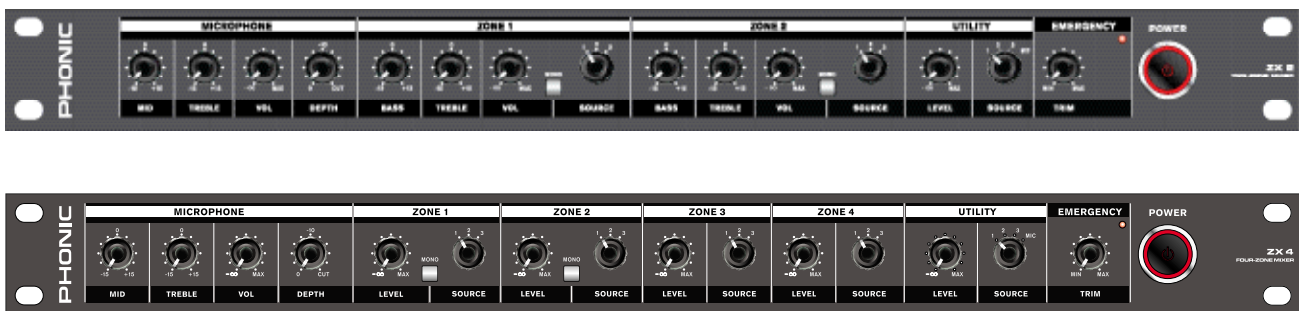 PHONIC
MICROPHONE ZONE 1 ZONE 2 UTILITY EMERGENCY POWER
MONO MONO
ZX 2
MID TREBLE VOL DEPTH BASS TREBLE VOL SOURCE BASS TREBLE VOL SOURCE LEVEL SOURCE TRIM
PHONIC
MICROPHONE ZONE 1 ZONE 2 ZONE 3 ZONE 4 UTILITY EMERGENCY POWER
0 0 -10 1 2 3 1 2 3 1 2 3 1 2 3 1 2 3 MIC
MONO MONO
ZX 4
FOUR-ZONE MIXER
-15 +15 -15 +15 -∞ MAX 0 CUT -∞ MAX -∞ MAX -∞ MAX -∞ MAX -∞ MAX MIN MAX
MID TREBLE VOL DEPTH LEVEL SOURCE LEVEL SOURCE LEVEL SOURCE LEVEL SOURCE LEVEL SOURCE TRIM